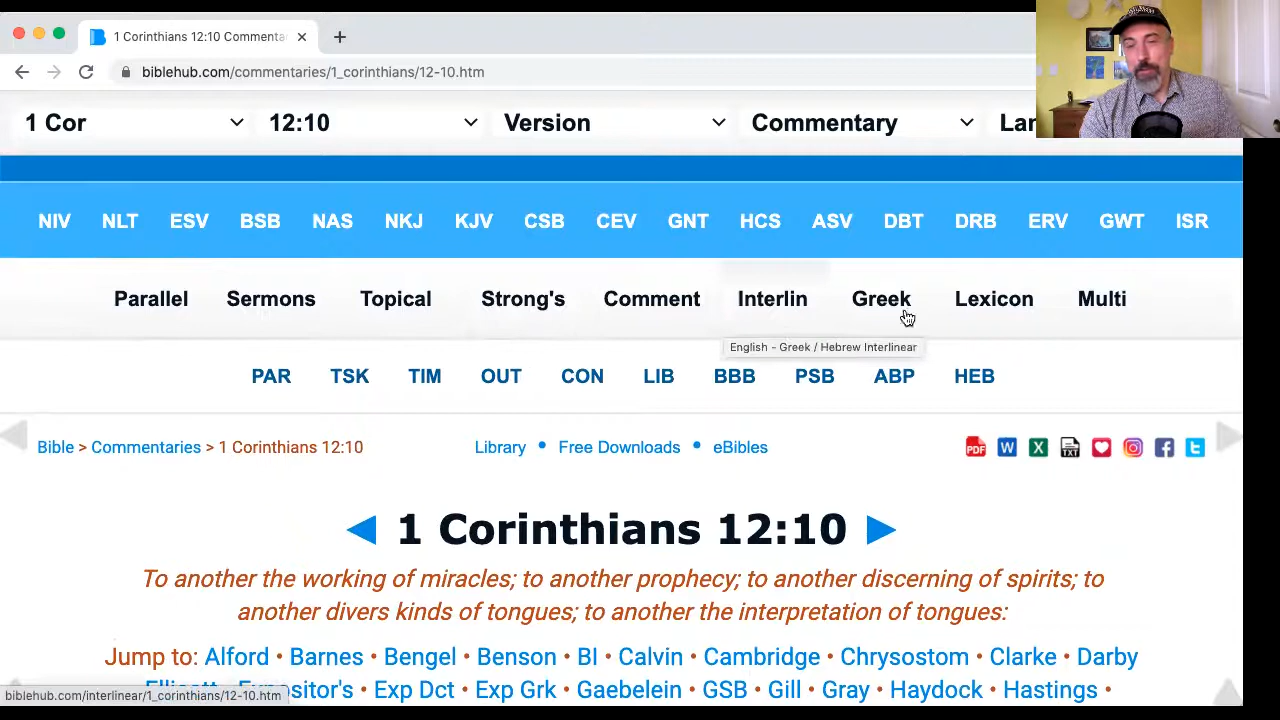 1 Corinthians 12:10 Commenta
biblehub.com/commentaries/1_corinthians/12-10.htm
1 Cor 12:10 Version Commentary Lan
NIV NLT ESV BSB NAS NKJ KJV CSB CEV GNT HCS ASV DBT DRB ERV GWT ISR
Parallel Sermons Topical Strong's Comment Interlin Greek Lexicon Multi
English - Greek / Hebrew Interlinear
PAR TSK TIM OUT CON LIB BBB PSB ABP HEB
Bible > Commentaries > 1 Corinthians 12:10 Library • Free Downloads • eBibles
PDF W X TXT
1 Corinthians 12:10
To another the working of miracles; to another prophecy; to another discerning of spirits; to
another divers kinds of tongues; to another the interpretation of tongues:
Jump to: Alford • Barnes • Bengel • Benson • BI • Calvin • Cambridge • Chrysostom • Clarke • Darby
Expositor's • Exp Dct • Exp Grk • Gaebelein • GSB • Gill • Gray • Haydock • Hastings •
biblehub.com/interlinear/1_corinthians/12-10.htm